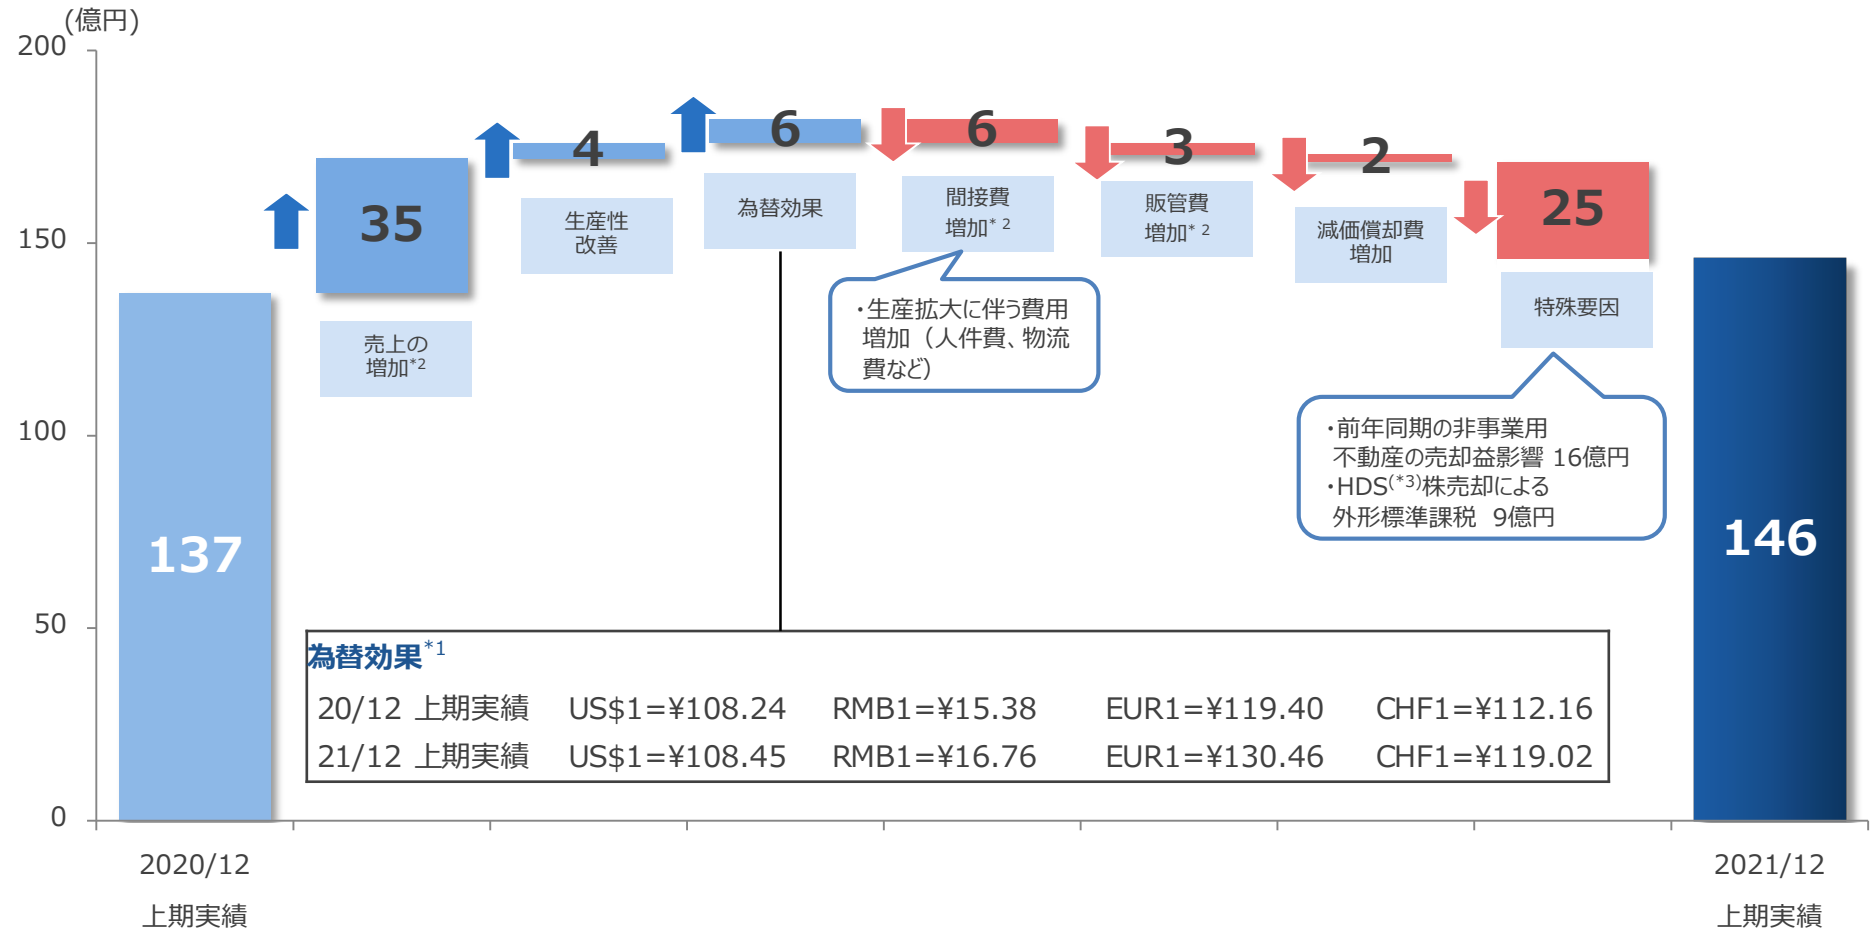 (億円)
200
150
100
50
0
137
35
売上の
増加*2
4
生産性
改善
6
為替効果
6
間接費
増加* 2
・生産拡大に伴う費用
増加（人件費、物流
費など）
3
販管費
増加* 2
2
減価償却費
増加
25
特殊要因
・前年同期の非事業用
不動産の売却益影響 16億円
・HDS(*3)株売却による
外形標準課税 9億円
146
為替効果*1
20/12 上期実績 US$1=¥108.24 RMB1=¥15.38 EUR1=¥119.40 CHF1=¥112.16
21/12 上期実績 US$1=¥108.45 RMB1=¥16.76 EUR1=¥130.46 CHF1=¥119.02
2020/12
上期実績
2021/12
上期実績